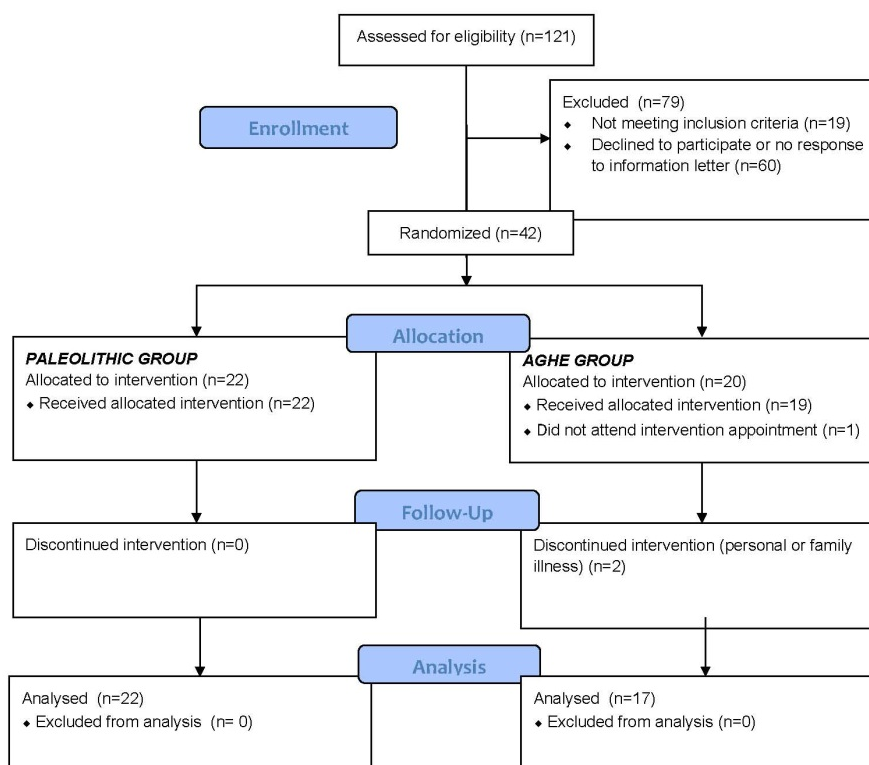 Assessed for eligibility (n=121)
Enrollment
Excluded (n=79)
⬥ Not meeting inclusion criteria (n=19)
⬥ Declined to participate or no response
to information letter (n=60)
Randomized (n=42)
Allocation
PALEOLITHIC GROUP
Allocated to intervention (n=22)
⬥ Received allocated intervention (n=22)
AGHE GROUP
Allocated to intervention (n=20)
⬥ Received allocated intervention (n=19)
⬥ Did not attend intervention appointment (n=1)
Follow-Up
Discontinued intervention (n=0)
Discontinued intervention (personal or family
illness) (n=2)
Analysis
Analysed (n=22)
⬥ Excluded from analysis (n= 0)
Analysed (n=17)
⬥ Excluded from analysis (n=0)